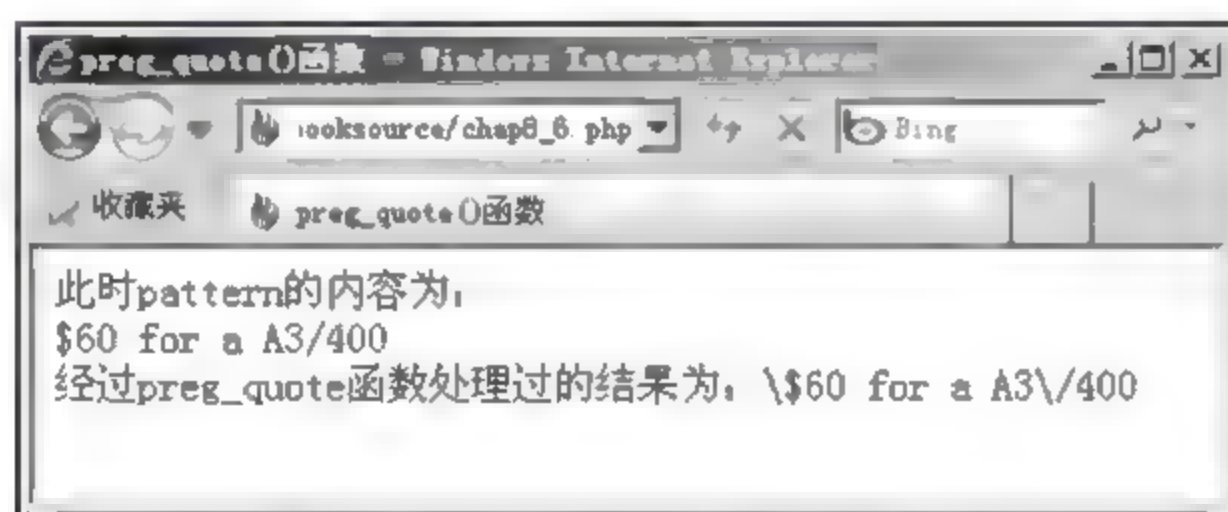 preg_quote()函数 - Windows Internet Explorer
ooksource/chap8_6.php
Bing
收藏夹
preg_quote()函数
此时pattern的内容为:
$60 for a A3/400
经过preg_quote函数处理过的结果为: \$60 for a A3\/400